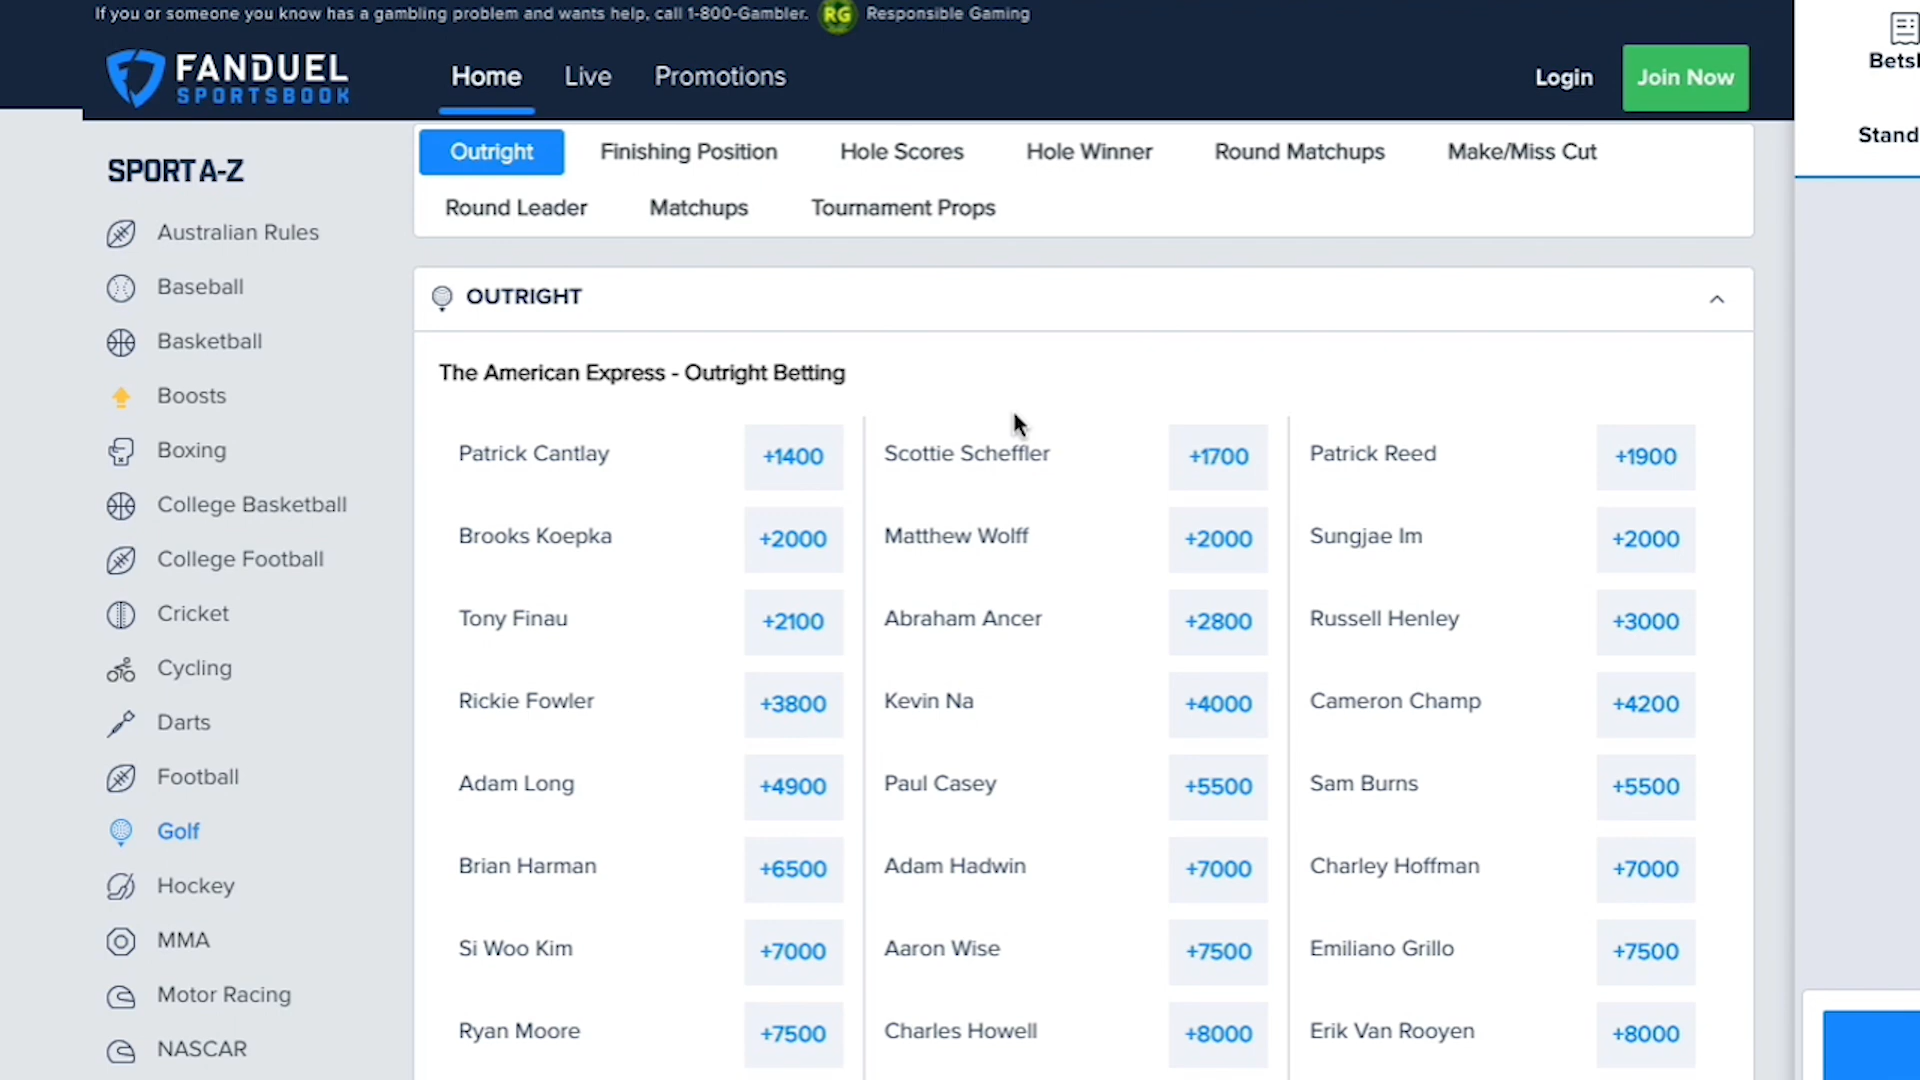 If you or someone you know has a gambling problem and wants help, call 1-800-Gambler. RG Responsible Gaming
FANDUEL
SPORTSBOOK
Home Live Promotions
Login Join Now
Outright Finishing Position Hole Scores Hole Winner Round Matchups Make/Miss Cut
Round Leader Matchups Tournament Props
SPORT A-Z
Australian Rules
Baseball
Basketball
Boosts
Boxing
College Basketball
College Football
Cricket
Cycling
Darts
Football
Golf
Hockey
MMA
Motor Racing
NASCAR
OUTRIGHT
The American Express - Outright Betting
Patrick Cantlay +1400 Scottie Scheffler +1700 Patrick Reed +1900
Brooks Koepka +2000 Matthew Wolff +2000 Sungjae Im +2000
Tony Finau +2100 Abraham Ancer +2800 Russell Henley +3000
Rickie Fowler +3800 Kevin Na +4000 Cameron Champ +4200
Adam Long +4900 Paul Casey +5500 Sam Burns +5500
Brian Harman +6500 Adam Hadwin +7000 Charley Hoffman +7000
Si Woo Kim +7000 Aaron Wise +7500 Emiliano Grillo +7500
Ryan Moore +7500 Charles Howell +8000 Erik Van Rooyen +8000
Stand